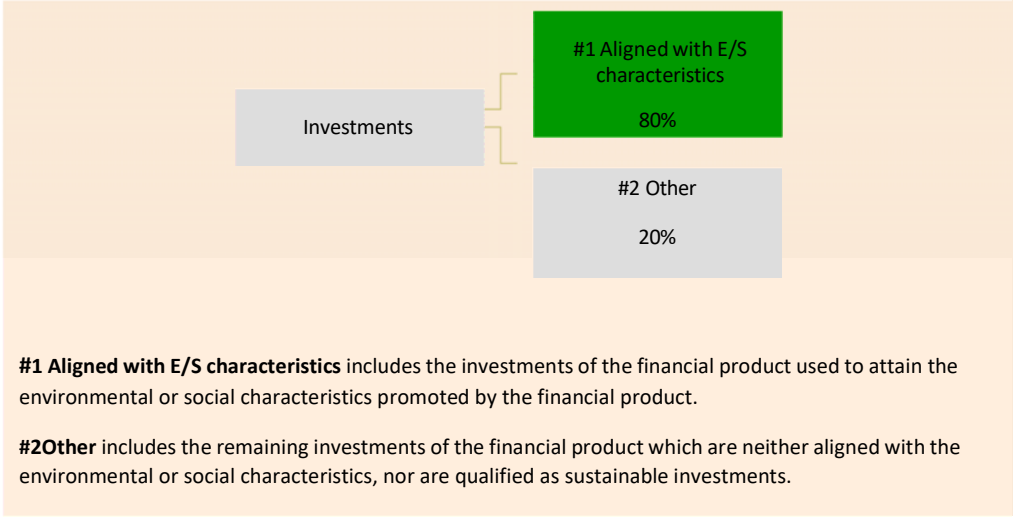 #1 Aligned with E/S
characteristics
80%
Investments
#2 Other
20%
#1 Aligned with E/S characteristics includes the investments of the financial product used to attain the
environmental or social characteristics promoted by the financial product.
#2Other includes the remaining investments of the financial product which are neither aligned with the
environmental or social characteristics, nor are qualified as sustainable investments.